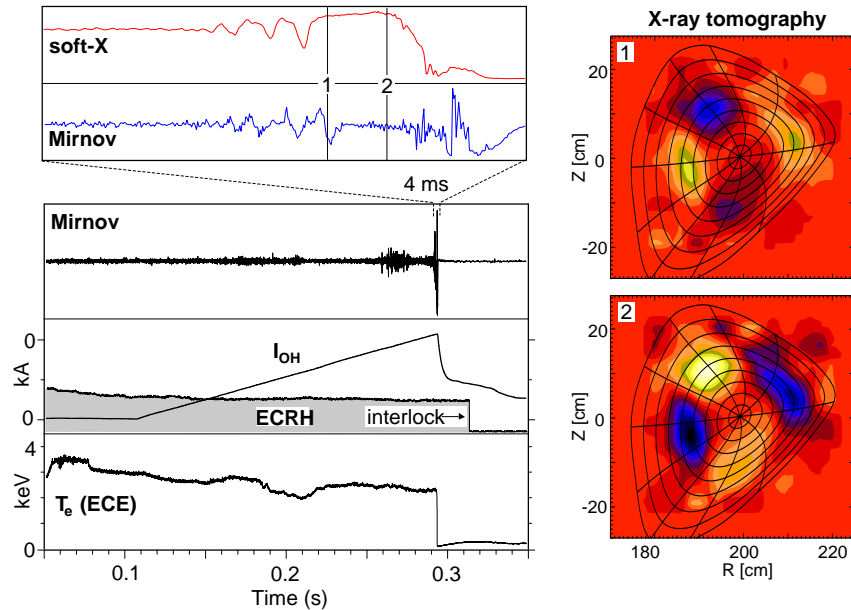 soft-X
1
2
Mirnov
4 ms
Mirnov
0
kA
I_OH
ECRH
interlock
0
4
keV
T_e (ECE)
0
0.1
0.2
0.3
Time (s)
X-ray tomography
1
20
Z [cm]
0
-20
2
20
Z [cm]
0
-20
180
200
220
R [cm]